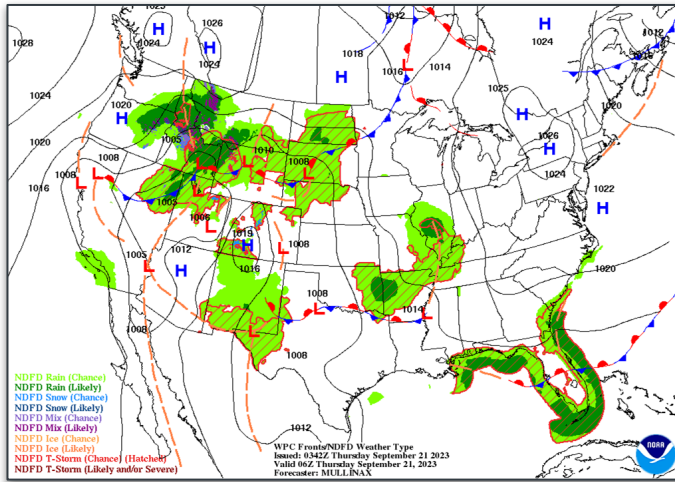 1023
1026
1012
1024
1024
1012
1028
1018
1024
1016
1014
1016
1024
1025
1020
1020
1020
1005
1026
1010
1016
1008
1008
1008
1024
1003
1006
1022
1019
1012
1008
1005
1016
1020
1008
1014
1008
1008
1012
H
H
H
H
H
H
H
H
H
H
L
L
L
L
L
L
L
L
L
L
L
L
NDFD Rain (Chance)
NDFD Rain (Likely)
NDFD Snow (Chance)
NDFD Snow (Likely)
NDFD Mix (Chance)
NDFD Mix (Likely)
NDFD Ice (Chance)
NDFD Ice (Likely)
NDFD T-Storm (Chance) (Hatched)
NDFD T-Storm (Likely and/or Severe)
WPC Fronts/NDFD Weather Type
Issued: 0342Z Thursday September 21 2023
Valid 06Z Thursday September 21, 2023
Forecaster: MULLINAX
NOAA